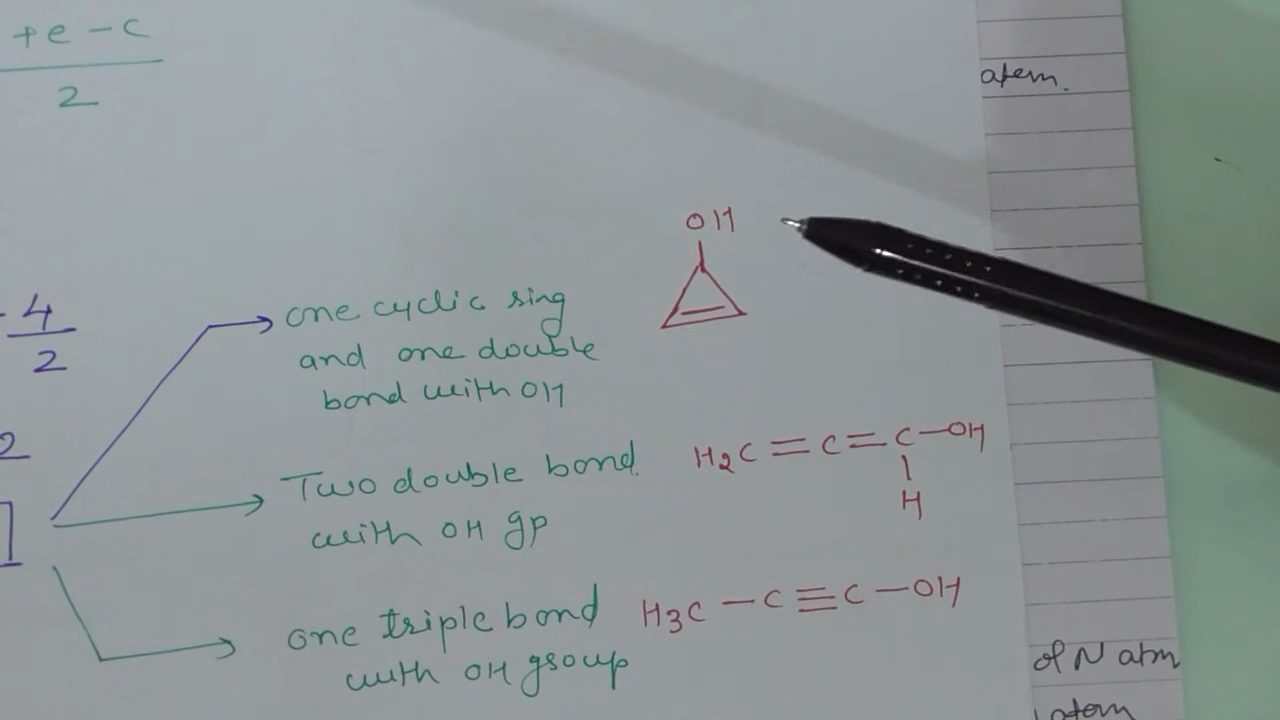 +e-c
2
atom.
OH
4
2
one cyclic ring
and one double
bond with OH
2
Two double bond
with OH gp
H2C=C=C-OH
H
]
one triple bond
with OH group
H3C-C≡C-OH
of N atm
atom